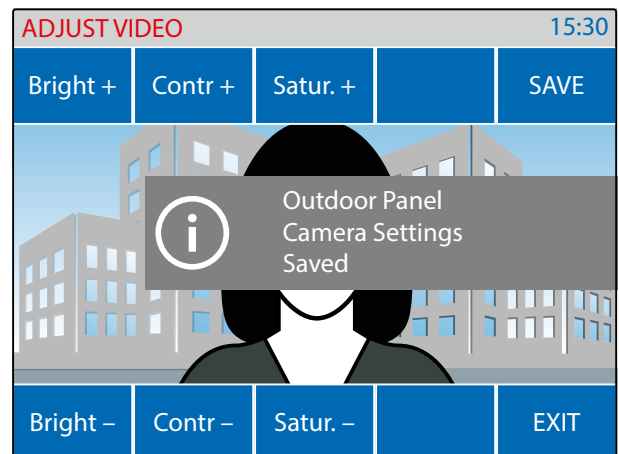 ADJUST VIDEO 15:30
Bright + Contr + Satur. + SAVE
i
Outdoor Panel
Camera Settings
Saved
Bright – Contr – Satur. – EXIT